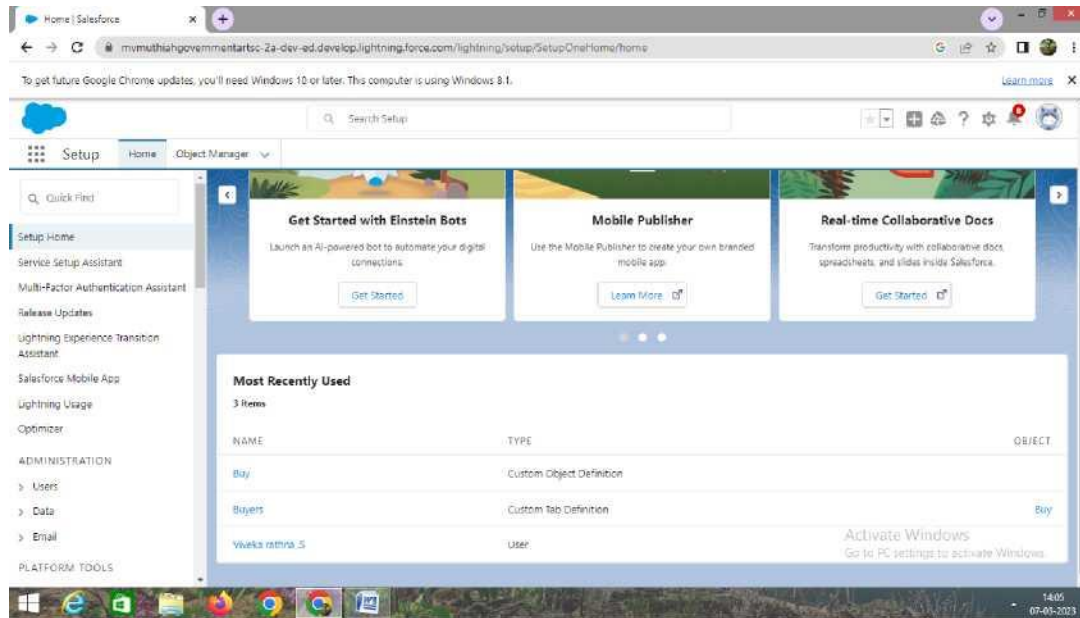 Home | Salesforce
mvmuthiahgovernmentartsc-2a-dev-ed.develop.lightning.force.com/lightning/setup/SetupOneHome/home
To get future Google Chrome updates, you'll need Windows 10 or later. This computer is using Windows 8.1.
Learn more
Search Setup
Setup
Home
Object Manager
Quick Find
Setup Home
Service Setup Assistant
Multi-Factor Authentication Assistant
Release Updates
Lightning Experience Transition
Assistant
Salesforce Mobile App
Lightning Usage
Optimizer
ADMINISTRATION
Users
Data
Email
PLATFORM TOOLS
Get Started with Einstein Bots
Launch an AI-powered bot to automate your digital
connections.
Get Started
Mobile Publisher
Use the Mobile Publisher to create your own branded
mobile app.
Learn More
Real-time Collaborative Docs
Transform productivity with collaborative docs,
spreadsheets, and slides inside Salesforce.
Get Started
Most Recently Used
3 Items
NAME TYPE OBJECT
Buy Custom Object Definition
Buyers Custom Tab Definition Buy
Viveka rathna .S User
Activate Windows
Go to PC settings to activate Windows.
14:05
07-03-2023